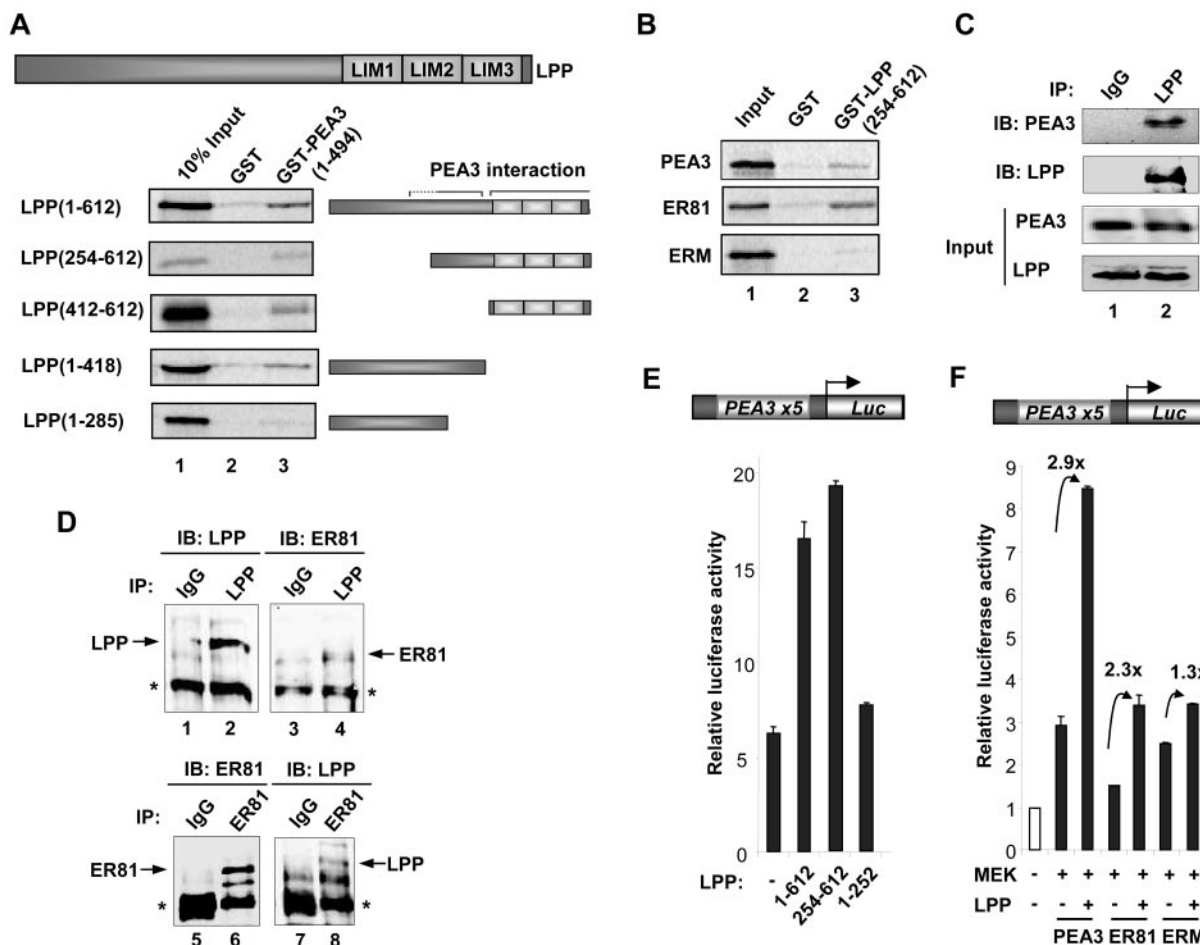 A
LIM1 LIM2 LIM3 LPP
10% Input
GST
GST-PEA3
(1-494)
PEA3 interaction
LPP(1-612)
LPP(254-612)
LPP(412-612)
LPP(1-418)
LPP(1-285)
1 2 3
B
Input
GST
GST-LPP
(254-612)
PEA3
ER81
ERM
1 2 3
C
IP: IgG LPP
IB: PEA3
IB: LPP
Input
PEA3
LPP
1 2
D
IB: LPP IB: ER81
IP: IgG LPP IgG LPP
LPP
ER81
* *
1 2 3 4
IB: ER81 IB: LPP
IP: IgG ER81 IgG ER81
ER81
LPP
* *
5 6 7 8
E
PEA3 x5 Luc
Relative luciferase activity
20
15
10
5
0
LPP: - 1-612 254-612 1-252
F
PEA3 x5 Luc
Relative luciferase activity
9
8
7
6
5
4
3
2
1
0
2.9x
2.3x
1.3x
MEK - + + + + + +
LPP - - + - + - +
PEA3 ER81 ERM